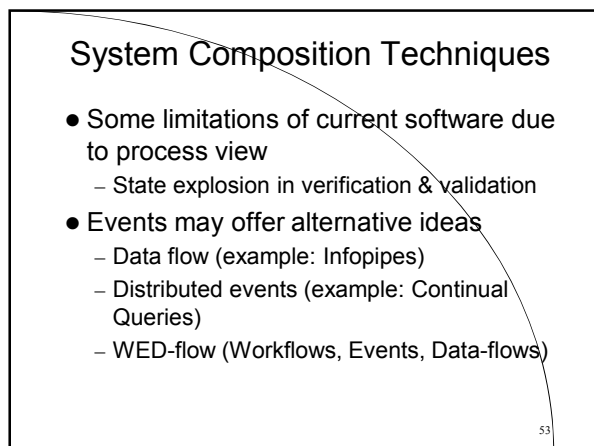 System Composition Techniques
● Some limitations of current software due
to process view
– State explosion in verification & validation
● Events may offer alternative ideas
– Data flow (example: Infopipes)
– Distributed events (example: Continual
Queries)
– WED-flow (Workflows, Events, Data-flows)
53